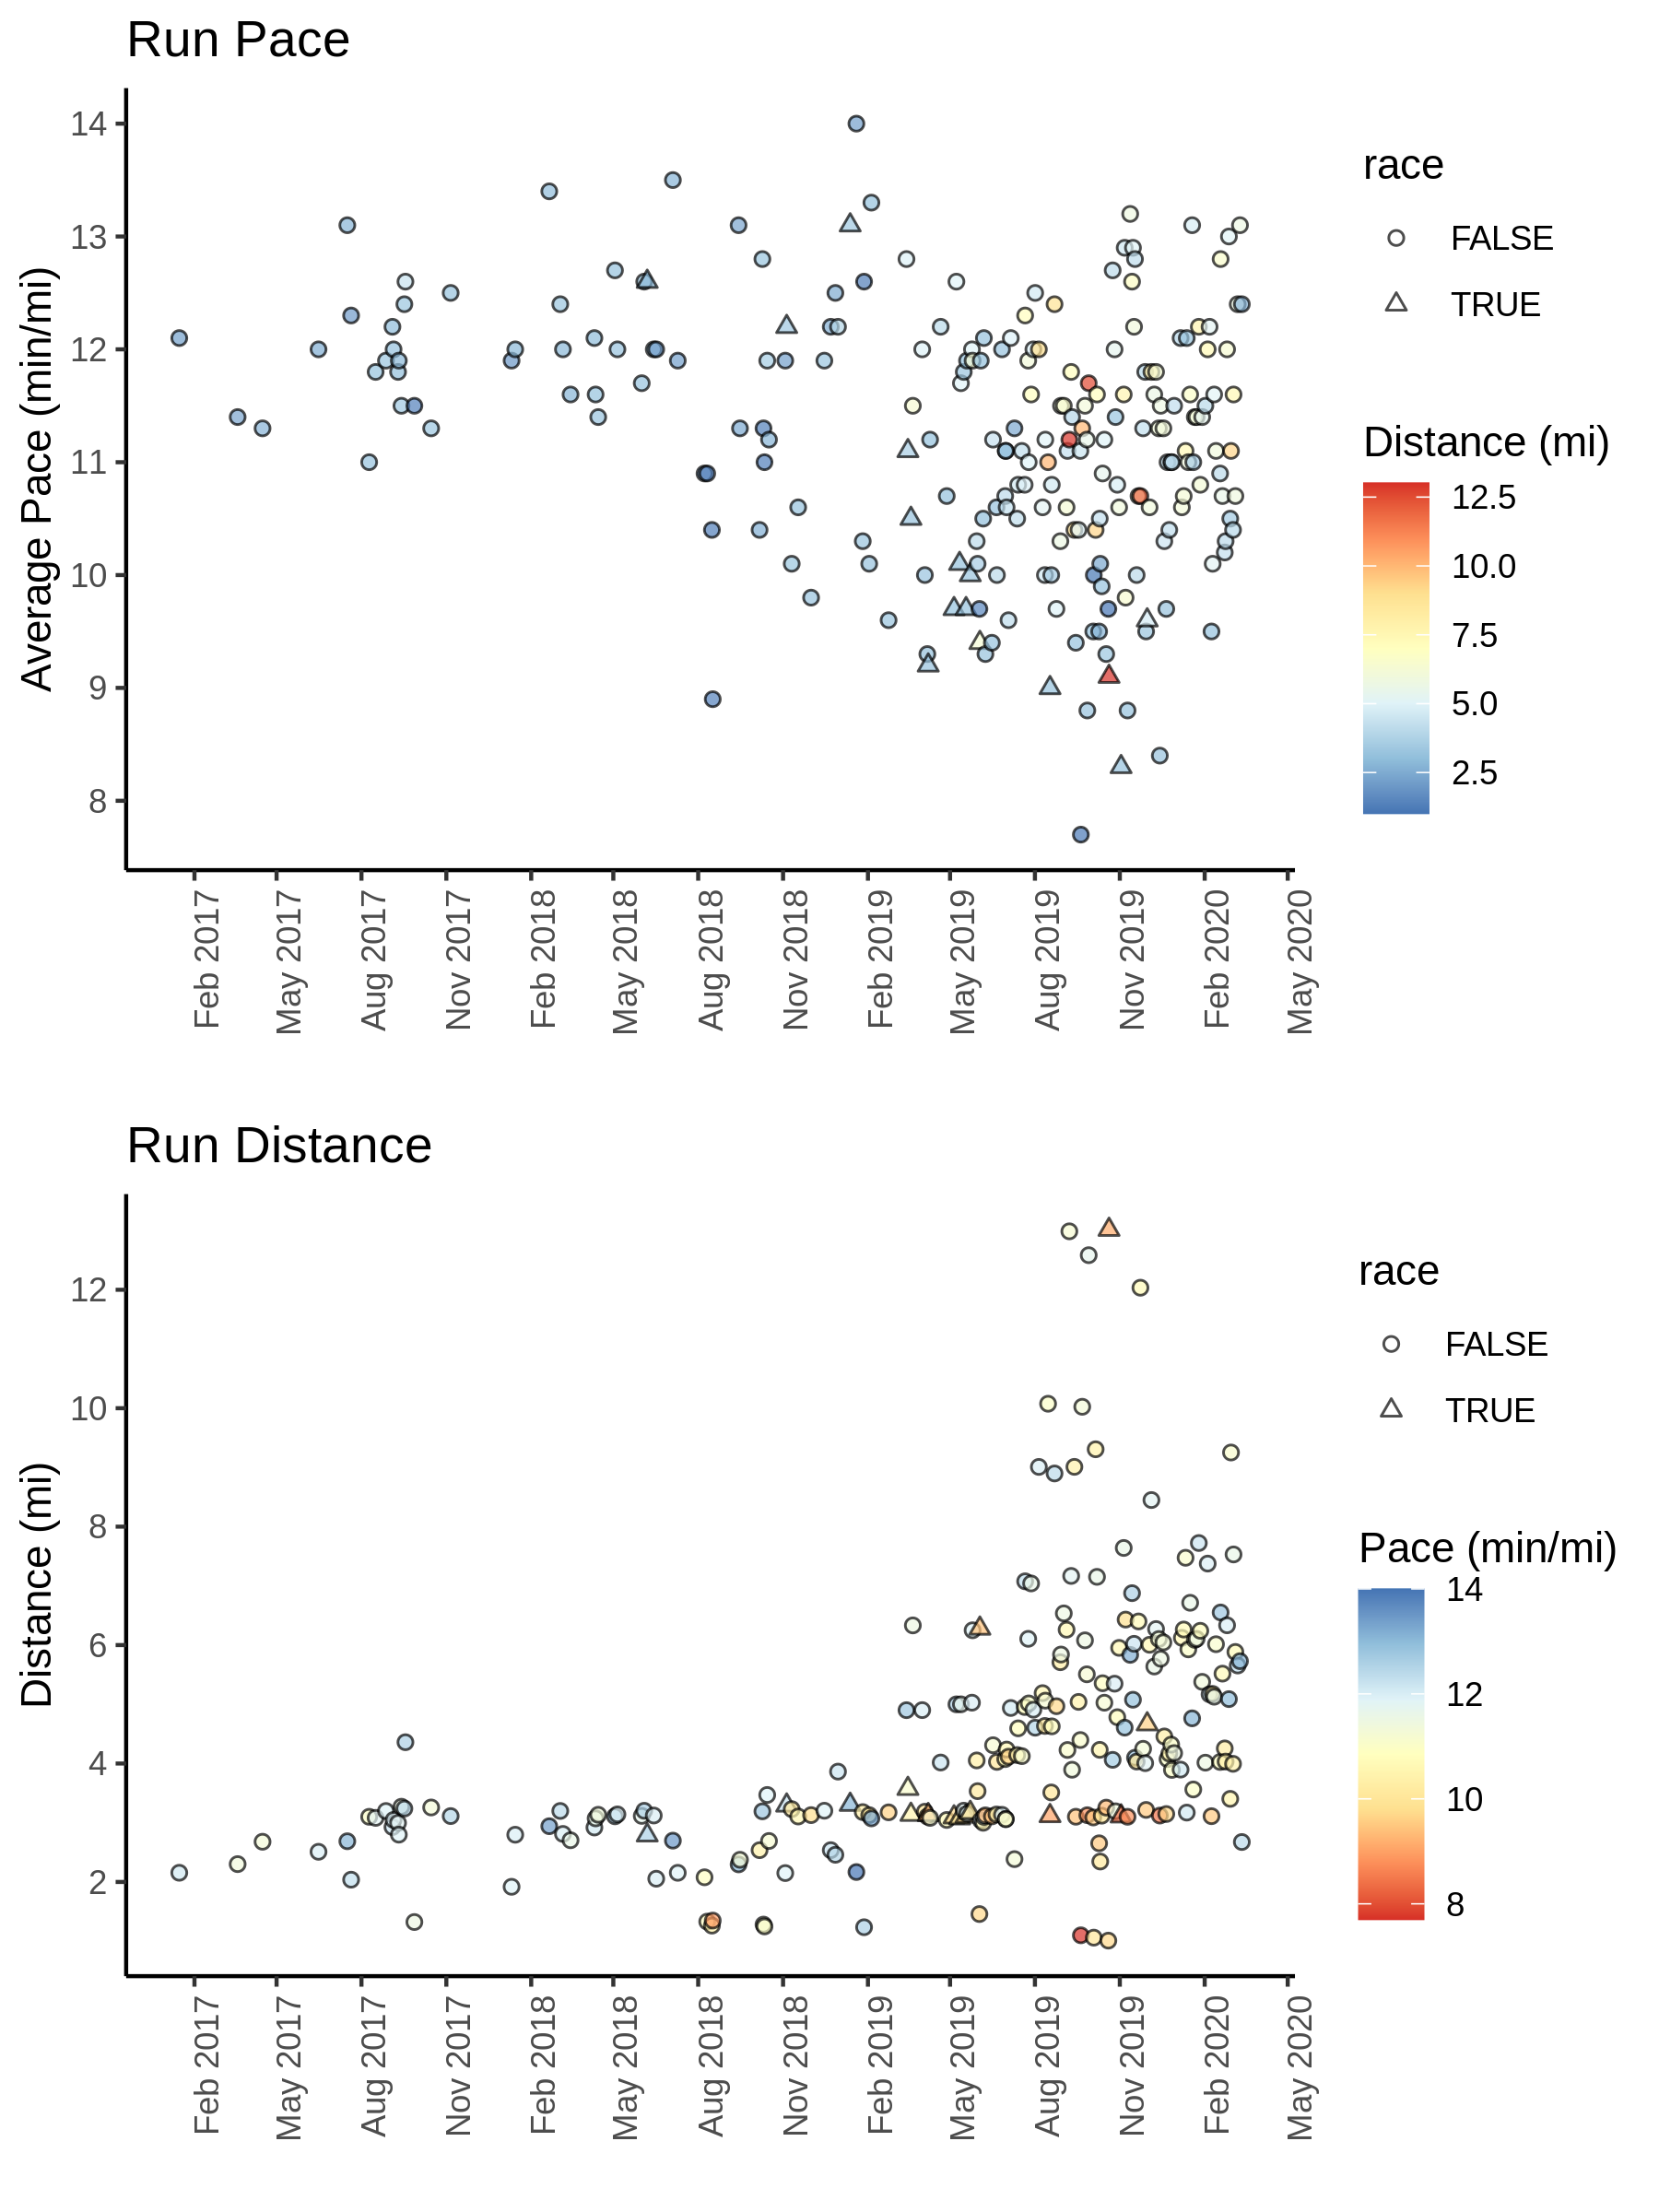 Run Pace
Average Pace (min/mi)
14
13
12
11
10
9
8
Feb 2017
May 2017
Aug 2017
Nov 2017
Feb 2018
May 2018
Aug 2018
Nov 2018
Feb 2019
May 2019
Aug 2019
Nov 2019
Feb 2020
May 2020
race
FALSE
TRUE
Distance (mi)
12.5
10.0
7.5
5.0
2.5
Run Distance
Distance (mi)
12
10
8
6
4
2
Feb 2017
May 2017
Aug 2017
Nov 2017
Feb 2018
May 2018
Aug 2018
Nov 2018
Feb 2019
May 2019
Aug 2019
Nov 2019
Feb 2020
May 2020
race
FALSE
TRUE
Pace (min/mi)
14
12
10
8